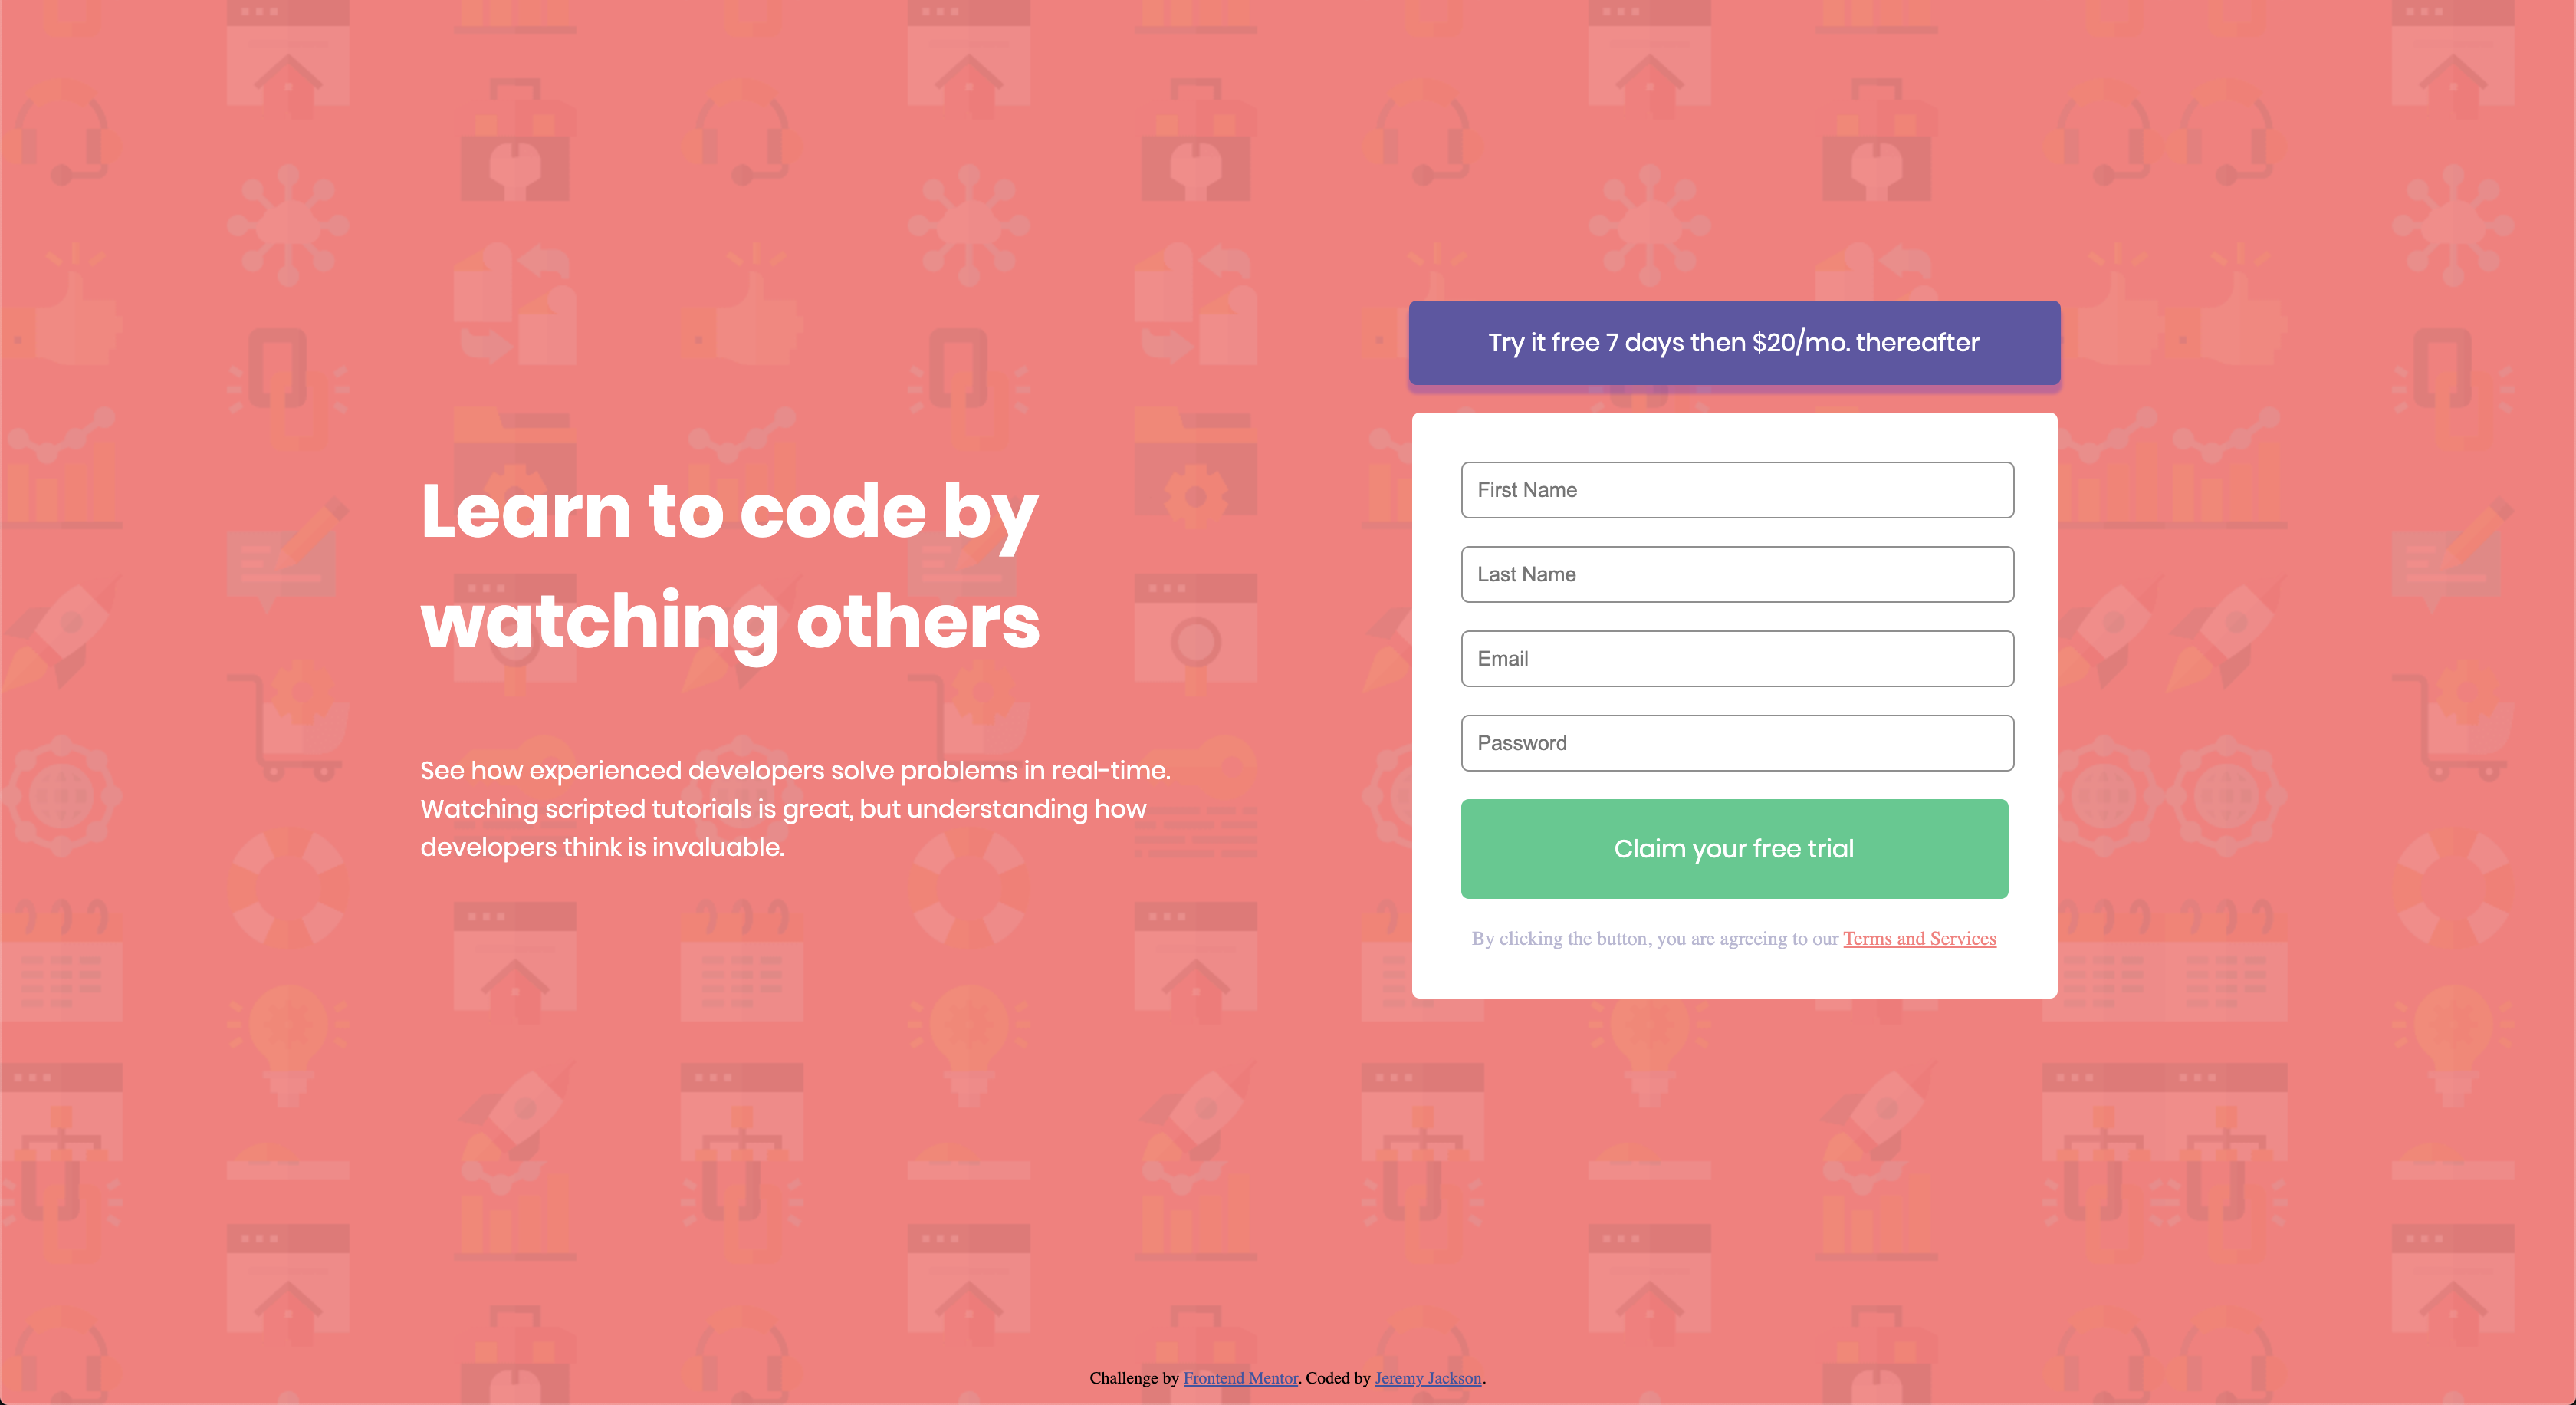 Learn to code by
watching others
See how experienced developers solve problems in real-time.
Watching scripted tutorials is great, but understanding how
developers think is invaluable.
Try it free 7 days then $20/mo. thereafter
First Name
Last Name
Email
Password
Claim your free trial
By clicking the button, you are agreeing to our Terms and Services
Challenge by Frontend Mentor. Coded by Jeremy Jackson.